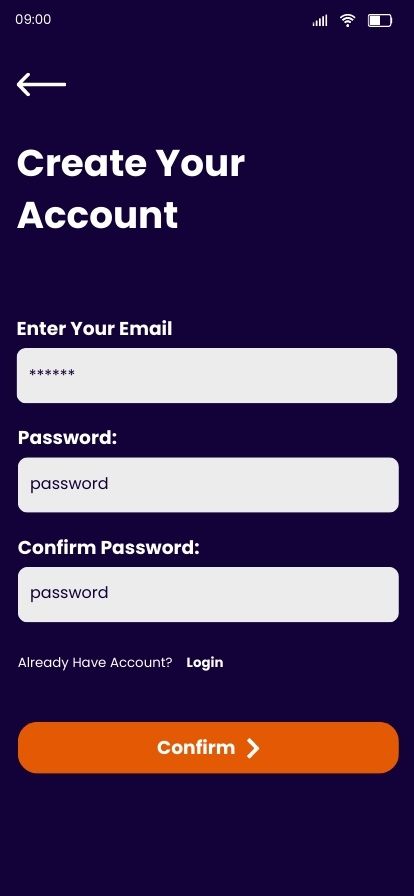 09:00
Create Your
Account
Enter Your Email
******
Password:
password
Confirm Password:
password
Already Have Account? Login
Confirm